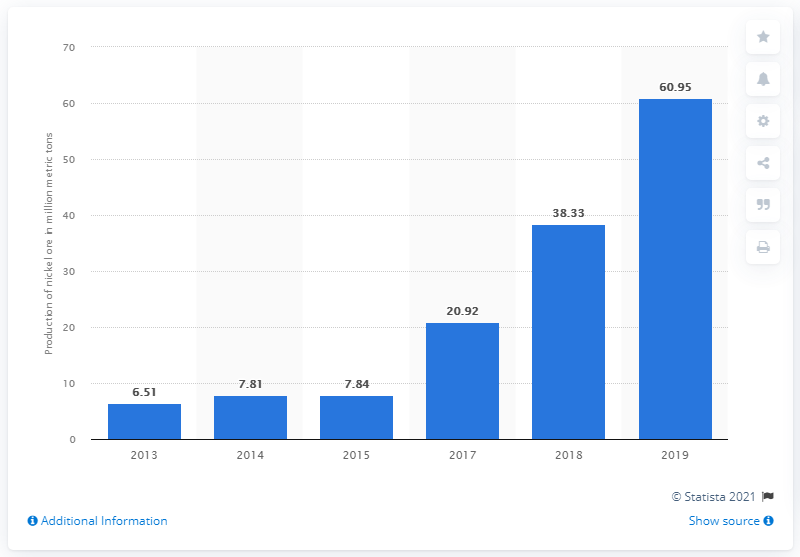 70
60
50
40
30
20
10
0
Production of nickel ore in million metric tons
6.51
7.81
7.84
20.92
38.33
60.95
2013 2014 2015 2017 2018 2019
© Statista 2021
Additional Information
Show source